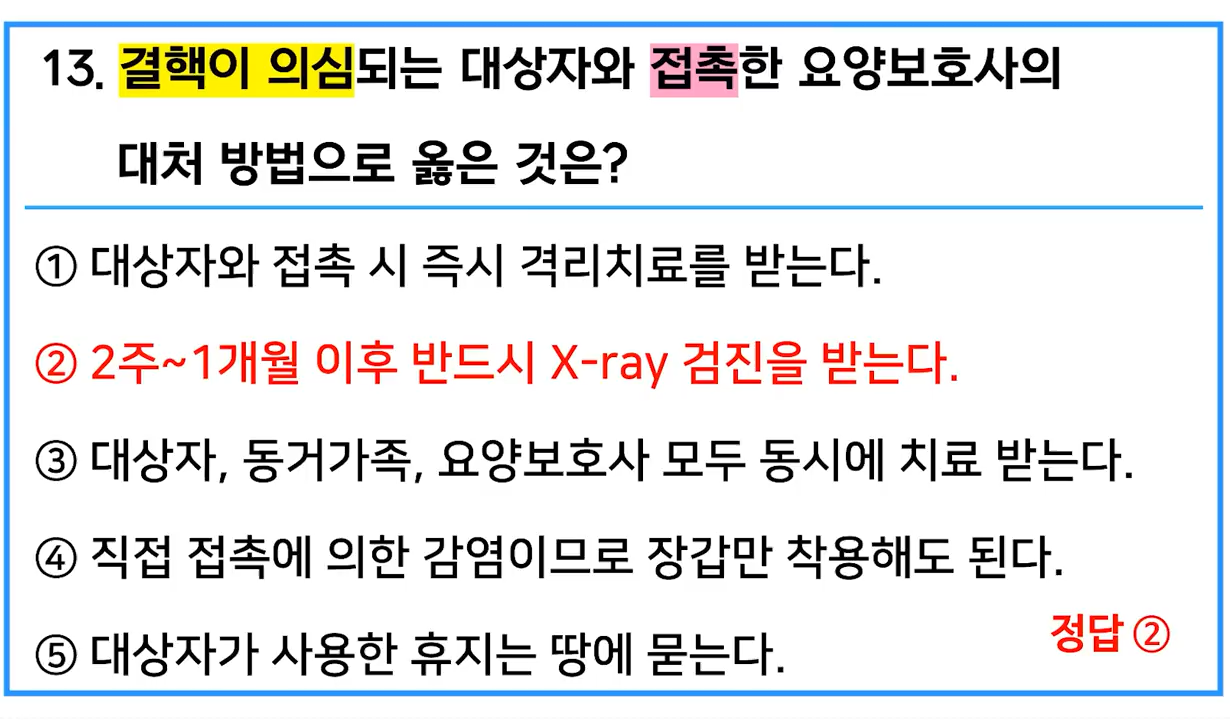 13. 결핵이 의심되는 대상자와 접촉한 요양보호사의
대처 방법으로 옳은 것은?
① 대상자와 접촉 시 즉시 격리치료를 받는다.
② 2주~1개월 이후 반드시 X-ray 검진을 받는다.
③ 대상자, 동거가족, 요양보호사 모두 동시에 치료 받는다.
④ 직접 접촉에 의한 감염이므로 장갑만 착용해도 된다.
⑤ 대상자가 사용한 휴지는 땅에 묻는다.
정답 ②